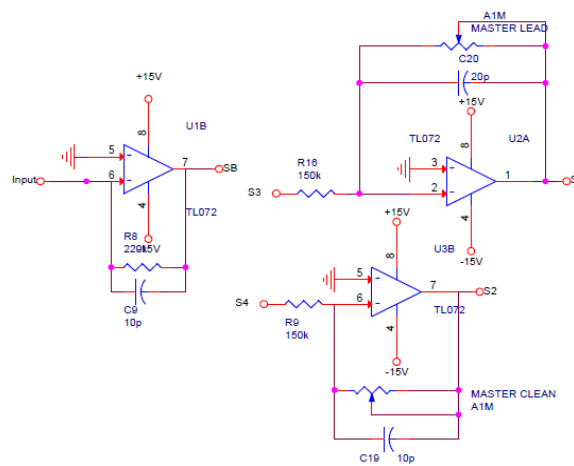 A1M
MASTER LEAD
C20
20p
+15V
+15V
U1B
TL072
U2A
5
8
7
SB
R16
150k
3
8
1
Input
6
4
S3
2
TL072
4
R8
-15V
U3B
-15V
5
8
7
S2
C9
10p
S4
6
TL072
R9
150k
4
-15V
MASTER CLEAN
A1M
C19
10p